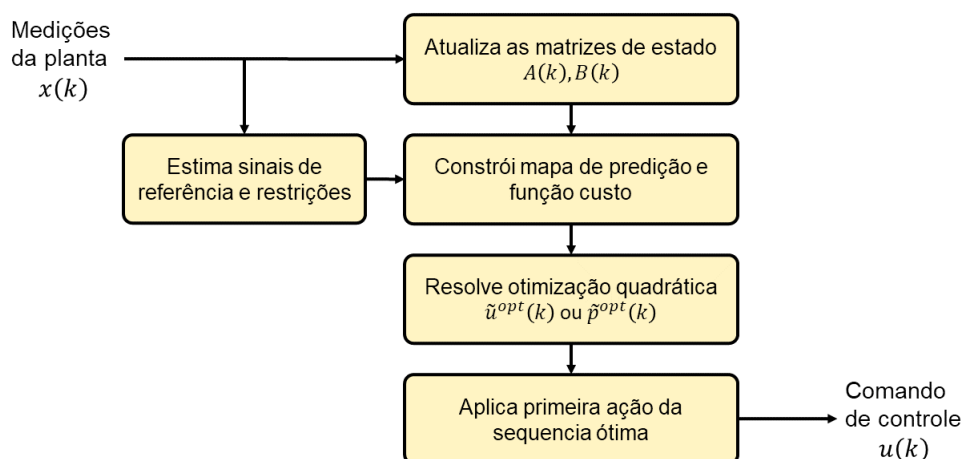 Medições
da planta
x(k)
Atualiza as matrizes de estado
A(k), B(k)
Estima sinais de
referência e restrições
Constrói mapa de predição e
função custo
Resolve otimização quadrática
ũ^opt(k) ou p̃^opt(k)
Aplica primeira ação da
sequencia ótima
Comando
de controle
u(k)